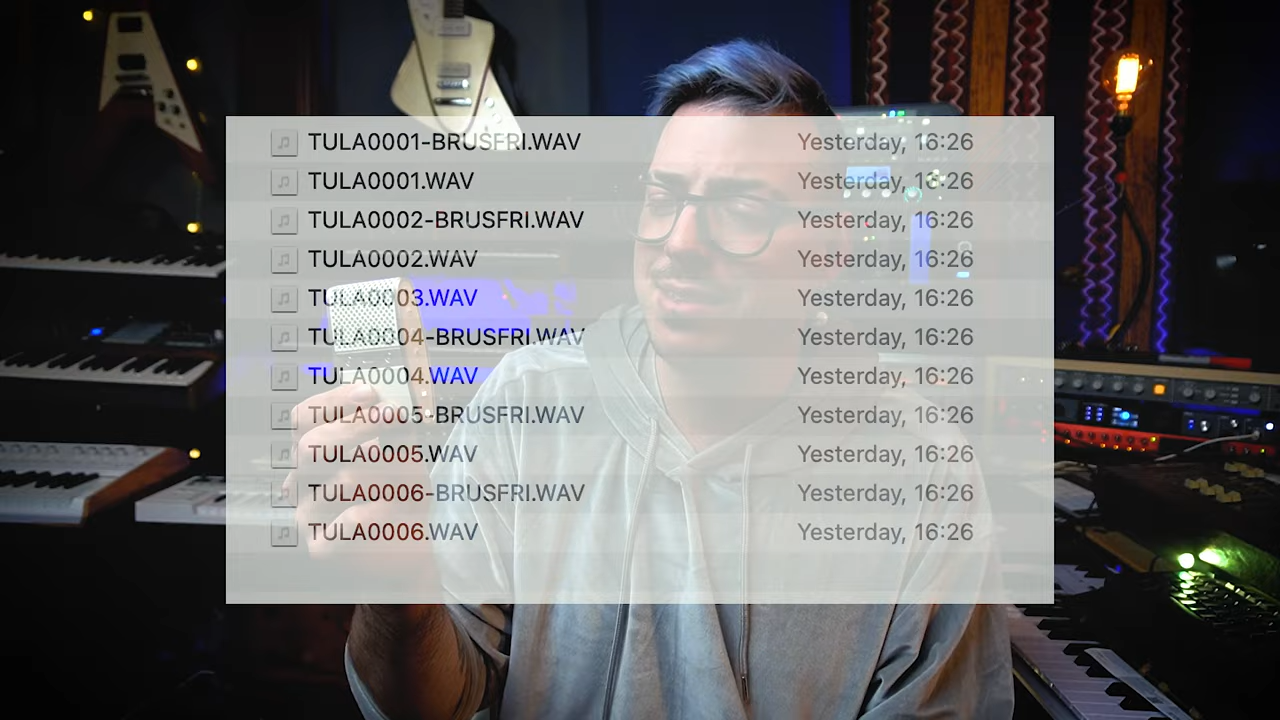 TULA0001-BRUSFRI.WAV Yesterday, 16:26
TULA0001.WAV Yesterday, 16:26
TULA0002-BRUSFRI.WAV Yesterday, 16:26
TULA0002.WAV Yesterday, 16:26
TULA0003.WAV Yesterday, 16:26
TULA0004-BRUSFRI.WAV Yesterday, 16:26
TULA0004.WAV Yesterday, 16:26
TULA0005-BRUSFRI.WAV Yesterday, 16:26
TULA0005.WAV Yesterday, 16:26
TULA0006-BRUSFRI.WAV Yesterday, 16:26
TULA0006.WAV Yesterday, 16:26